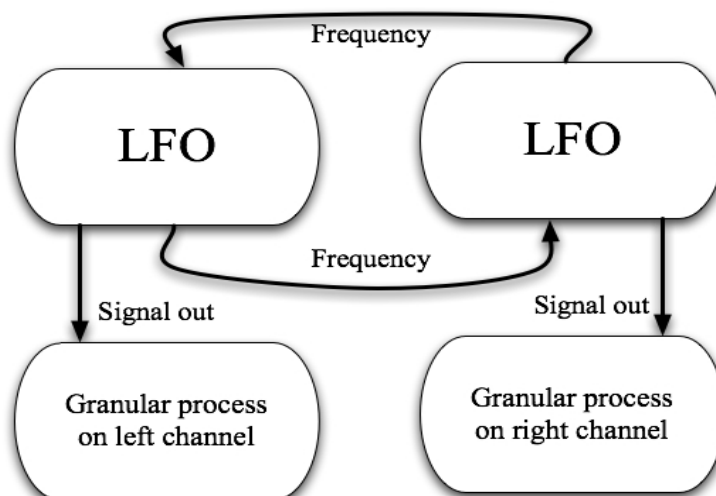 Frequency
LFO
LFO
Frequency
Signal out
Signal out
Granular process
on left channel
Granular process
on right channel